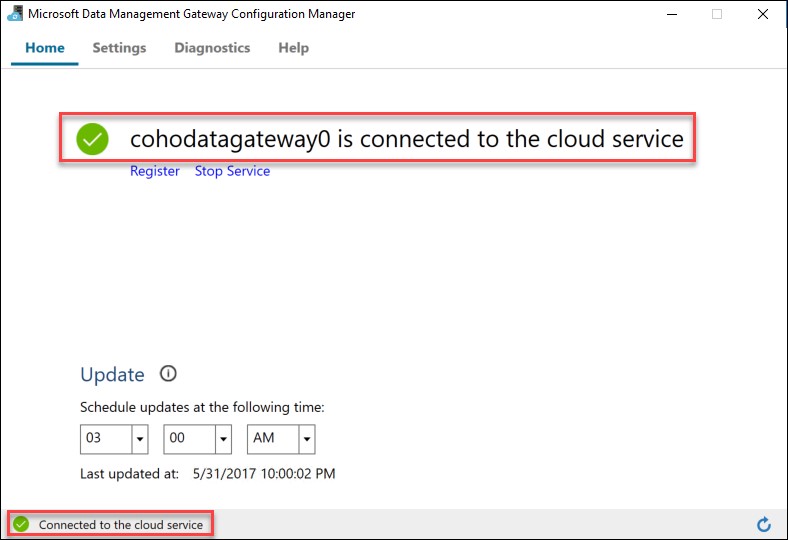 Microsoft Data Management Gateway Configuration Manager
Home Settings Diagnostics Help
cohodatagateway0 is connected to the cloud service
Register Stop Service
Update
Schedule updates at the following time:
03 00 AM
Last updated at: 5/31/2017 10:00:02 PM
Connected to the cloud service